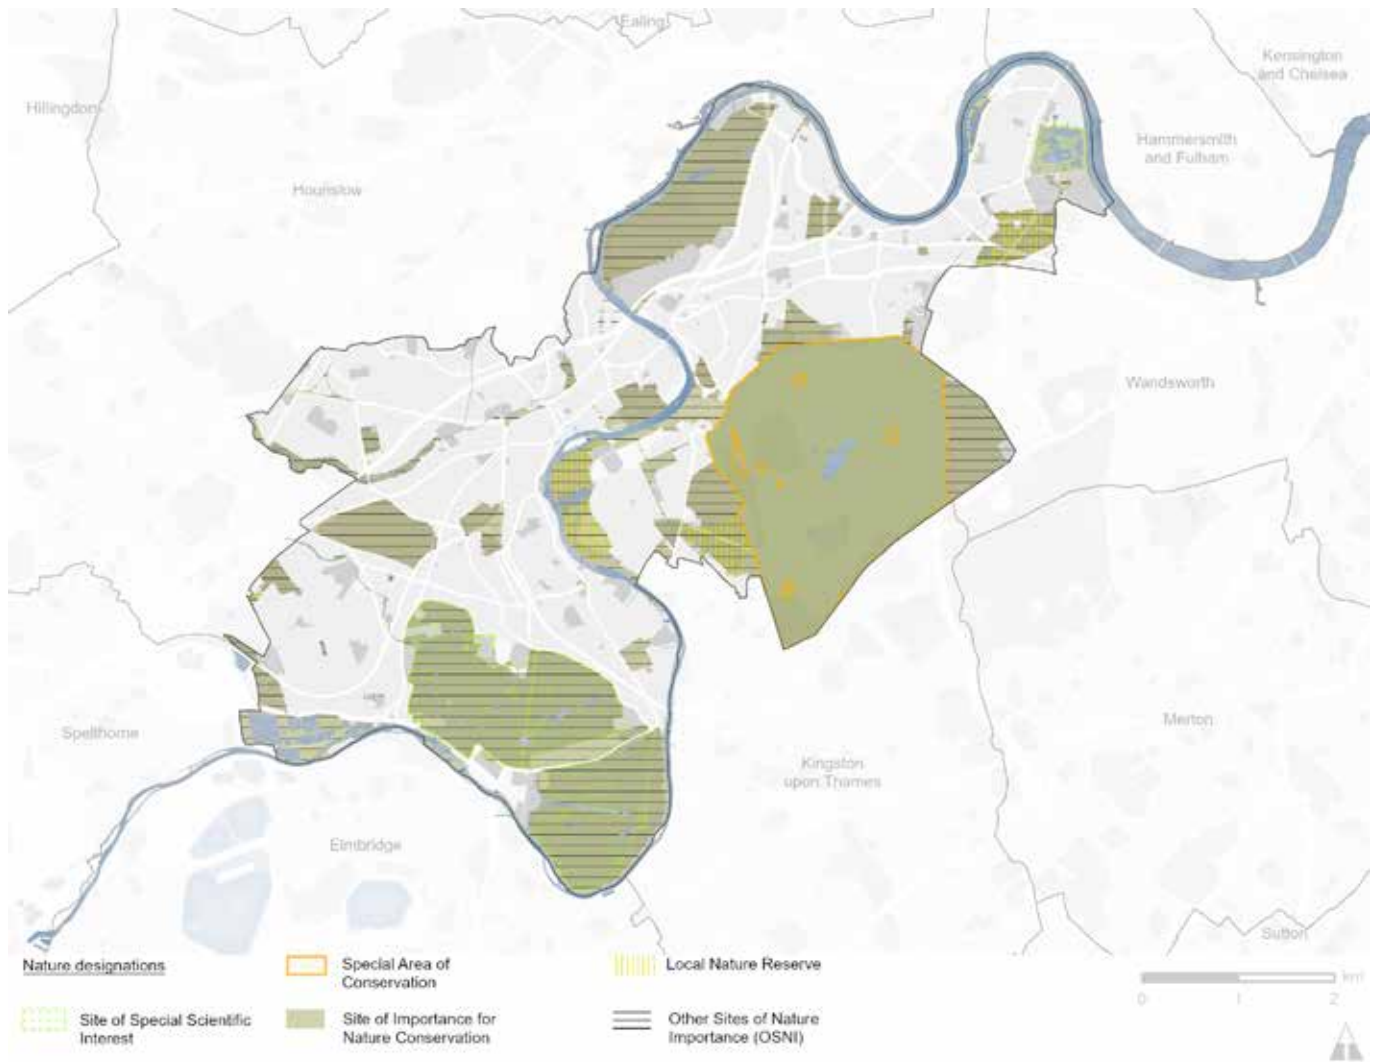 Ealing
Kensington
and Chelsea
Hillingdon
Hammersmith
and Fulham
Hounslow
Wandsworth
Spelthorne
Merton
Kingston
upon Thames
Elmbridge
Sutton
Nature designations
Special Area of
Conservation
Local Nature Reserve
km
0 1 2
Site of Special Scientific
Interest
Site of Importance for
Nature Conservation
Other Sites of Nature
Importance (OSNI)